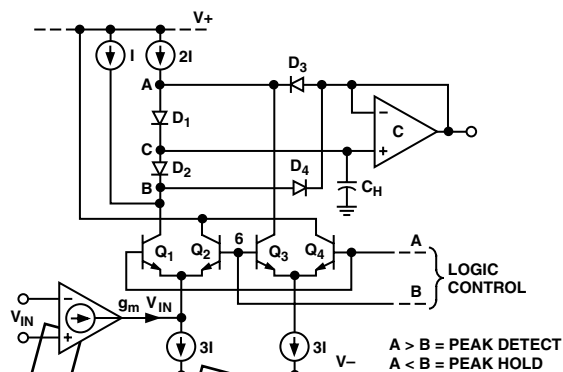 V+
I
2I
A
D3
D1
−
C
C
+
D2
D4
B
CH
6
A
Q1
Q2
Q3
Q4
LOGIC
CONTROL
B
−
gm
VIN
VIN
+
3I
3I
V−
A > B = PEAK DETECT
A < B = PEAK HOLD